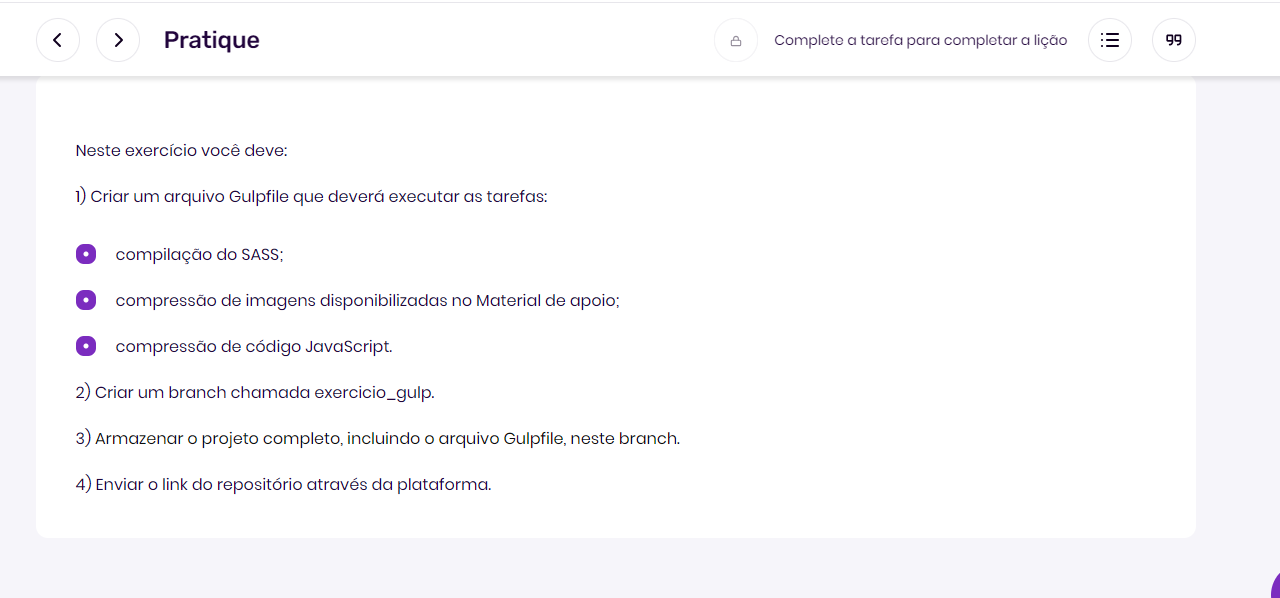 Pratique
Complete a tarefa para completar a lição
Neste exercício você deve:
1) Criar um arquivo Gulpfile que deverá executar as tarefas:
compilação do SASS;
compressão de imagens disponibilizadas no Material de apoio;
compressão de código JavaScript.
2) Criar um branch chamada exercicio_gulp.
3) Armazenar o projeto completo, incluindo o arquivo Gulpfile, neste branch.
4) Enviar o link do repositório através da plataforma.